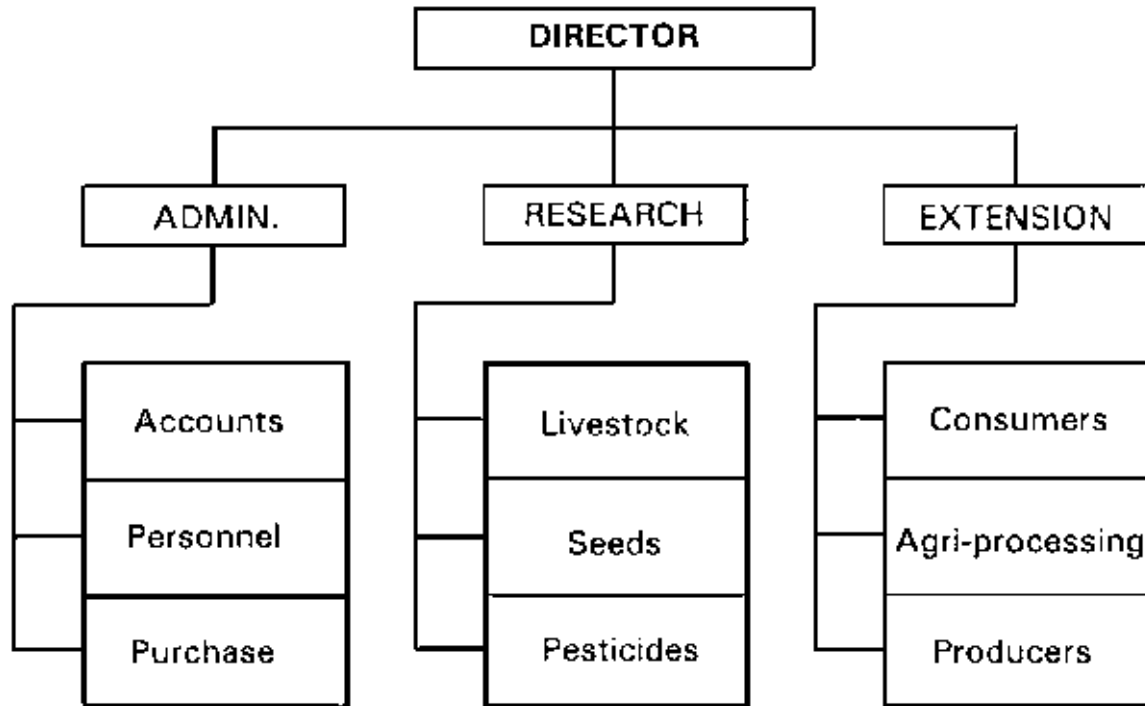 DIRECTOR
ADMIN.
RESEARCH
EXTENSION
Accounts
Personnel
Purchase
Livestock
Seeds
Pesticides
Consumers
Agri-processing
Producers